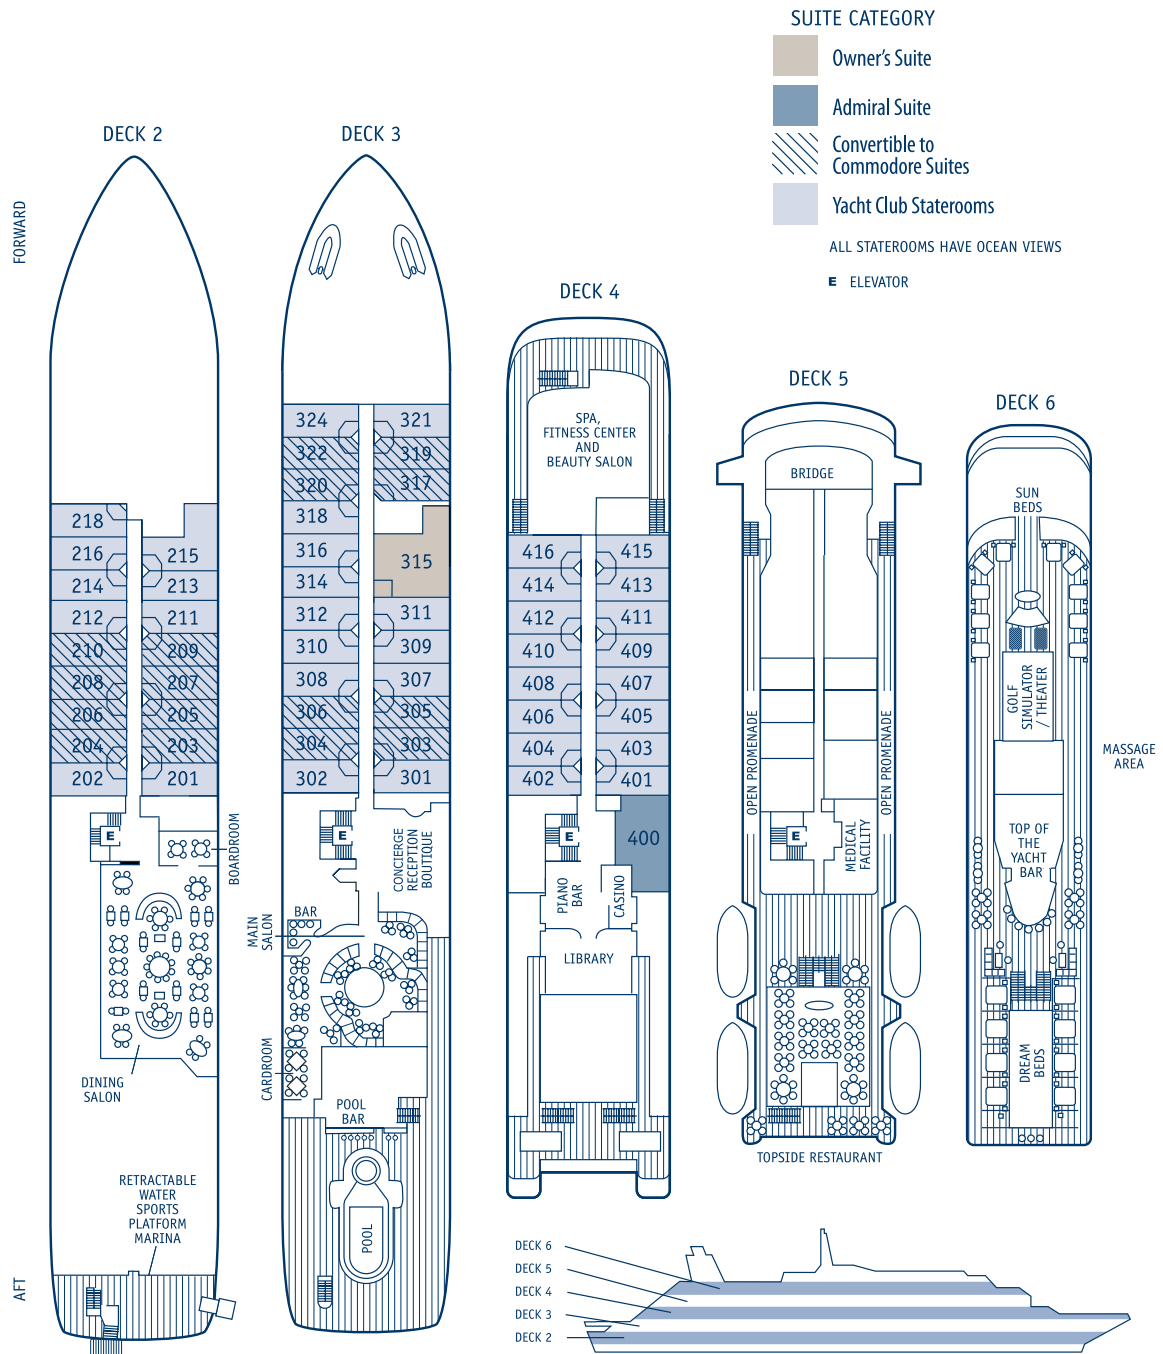 SUITE CATEGORY
Owner's Suite
Admiral Suite
Convertible to
Commodore Suites
Yacht Club Staterooms
ALL STATEROOMS HAVE OCEAN VIEWS
E ELEVATOR
FORWARD
AFT
DECK 2
218
216
215
214
213
212
211
210
209
208
207
206
205
204
203
202
201
E
BOARDROOM
DINING
SALON
RETRACTABLE
WATER
SPORTS
PLATFORM
MARINA
DECK 3
324
321
322
319
320
317
318
316
315
314
312
311
310
309
308
307
306
305
304
303
302
301
E
CONCIERGE
RECEPTION
BOUTIQUE
BAR
MAIN
SALON
CARDROOM
POOL
BAR
POOL
DECK 4
SPA,
FITNESS CENTER
AND
BEAUTY SALON
416
415
414
413
412
411
410
409
408
407
406
405
404
403
402
401
E
400
PIANO
BAR
CASINO
LIBRARY
DECK 5
BRIDGE
OPEN PROMENADE
OPEN PROMENADE
E
MEDICAL
FACILITY
TOPSIDE RESTAURANT
DECK 6
SUN
BEDS
GOLF
SIMULATOR
/ THEATER
MASSAGE
AREA
TOP OF
THE
YACHT
BAR
DREAM
BEDS
DECK 6
DECK 5
DECK 4
DECK 3
DECK 2